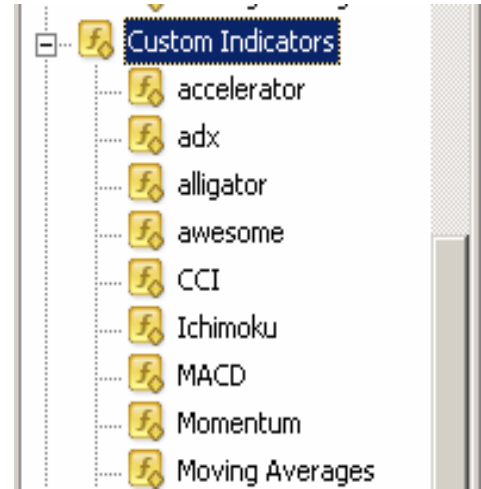 Custom Indicators
accelerator
adx
alligator
awesome
CCI
Ichimoku
MACD
Momentum
Moving Averages